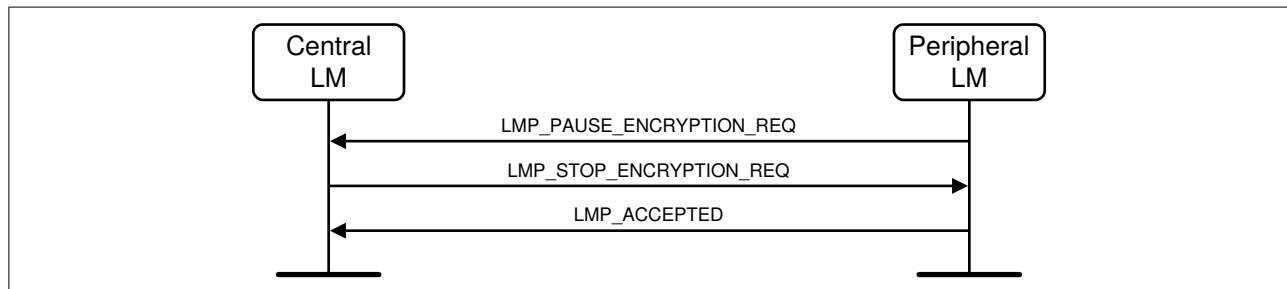 Central
LM
Peripheral
LM
LMP_PAUSE_ENCRYPTION_REQ
LMP_STOP_ENCRYPTION_REQ
LMP_ACCEPTED